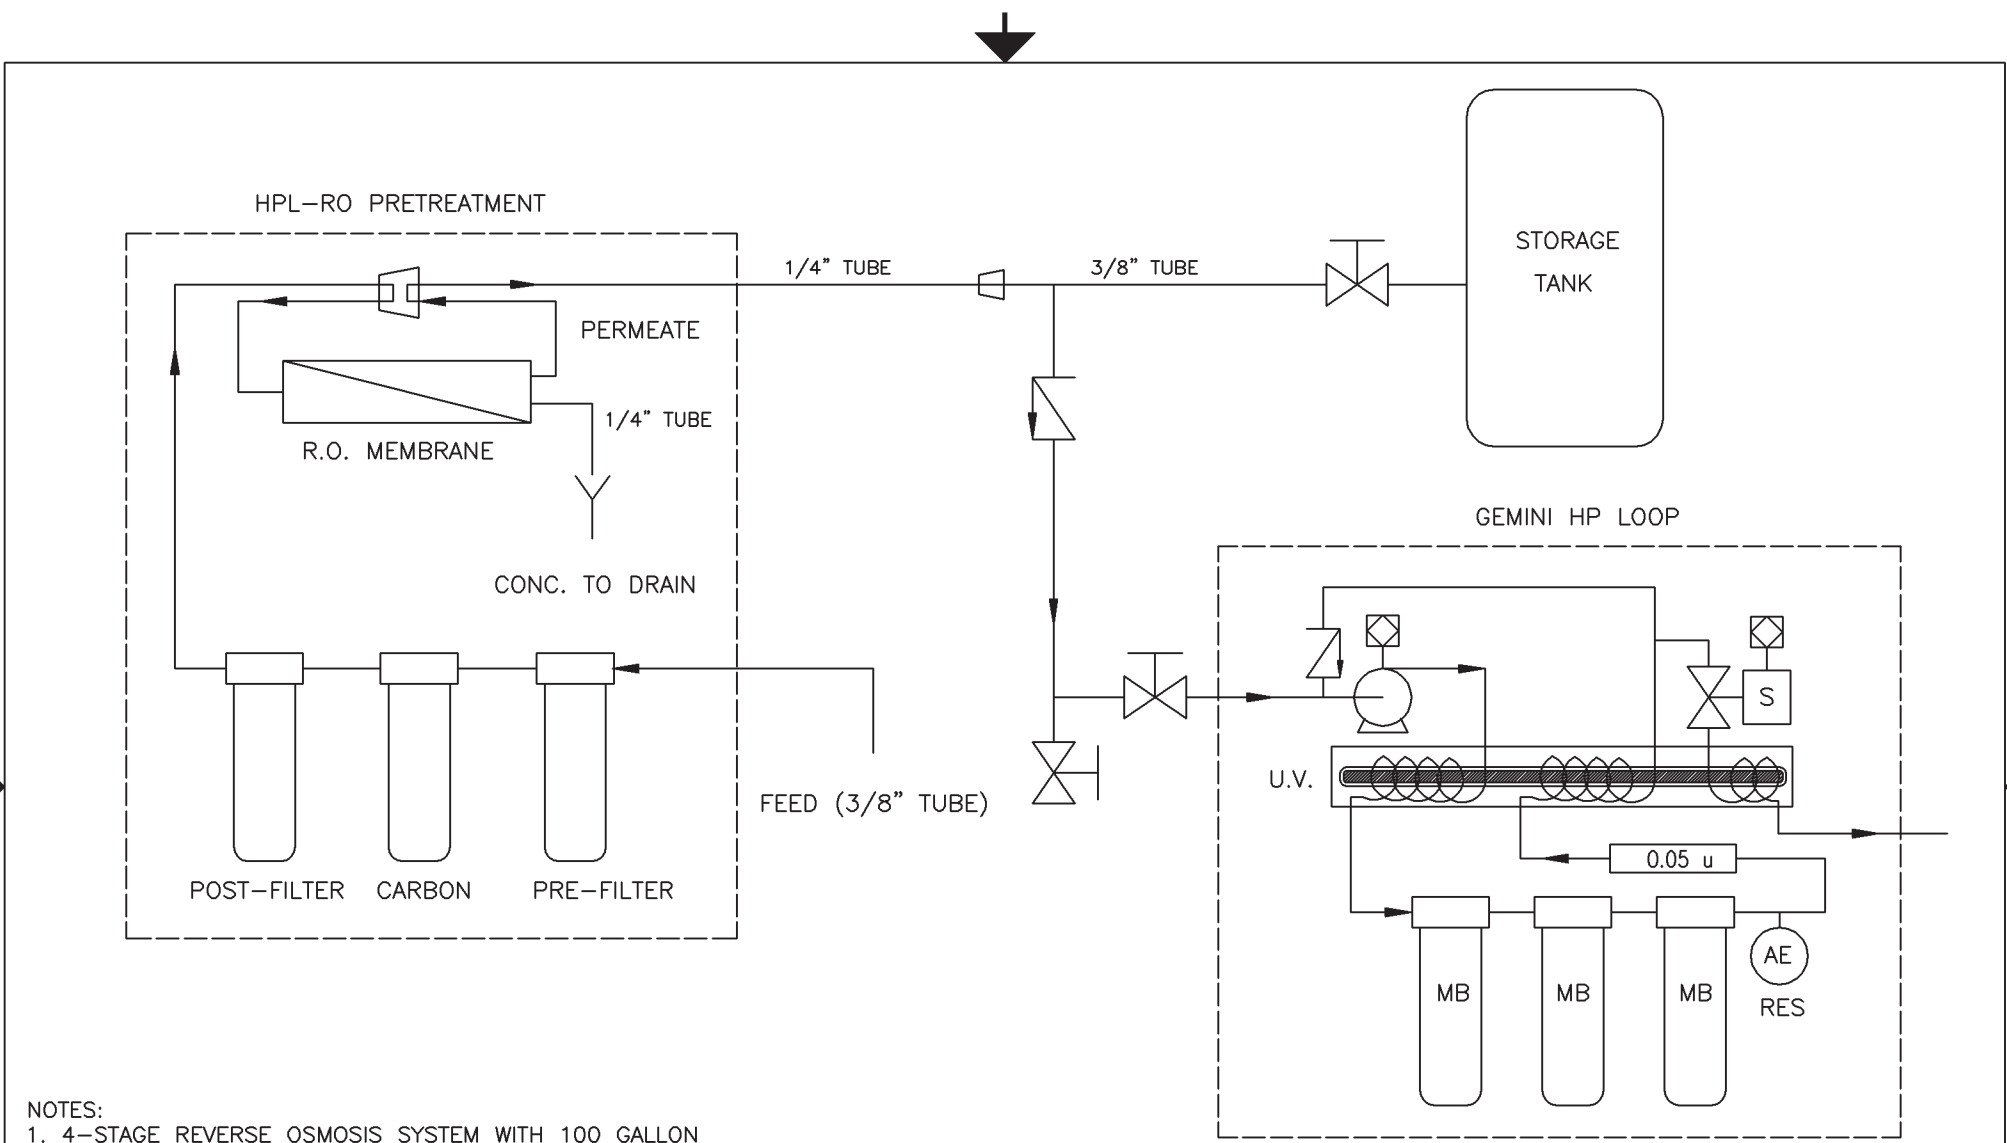 HPL-RO PRETREATMENT
1/4" TUBE
3/8" TUBE
STORAGE
TANK
PERMEATE
1/4" TUBE
R.O. MEMBRANE
CONC. TO DRAIN
GEMINI HP LOOP
S
U.V.
FEED (3/8" TUBE)
0.05 u
POST-FILTER
CARBON
PRE-FILTER
AE
MB
MB
MB
RES
NOTES:
1. 4-STAGE REVERSE OSMOSIS SYSTEM WITH 100 GALLON